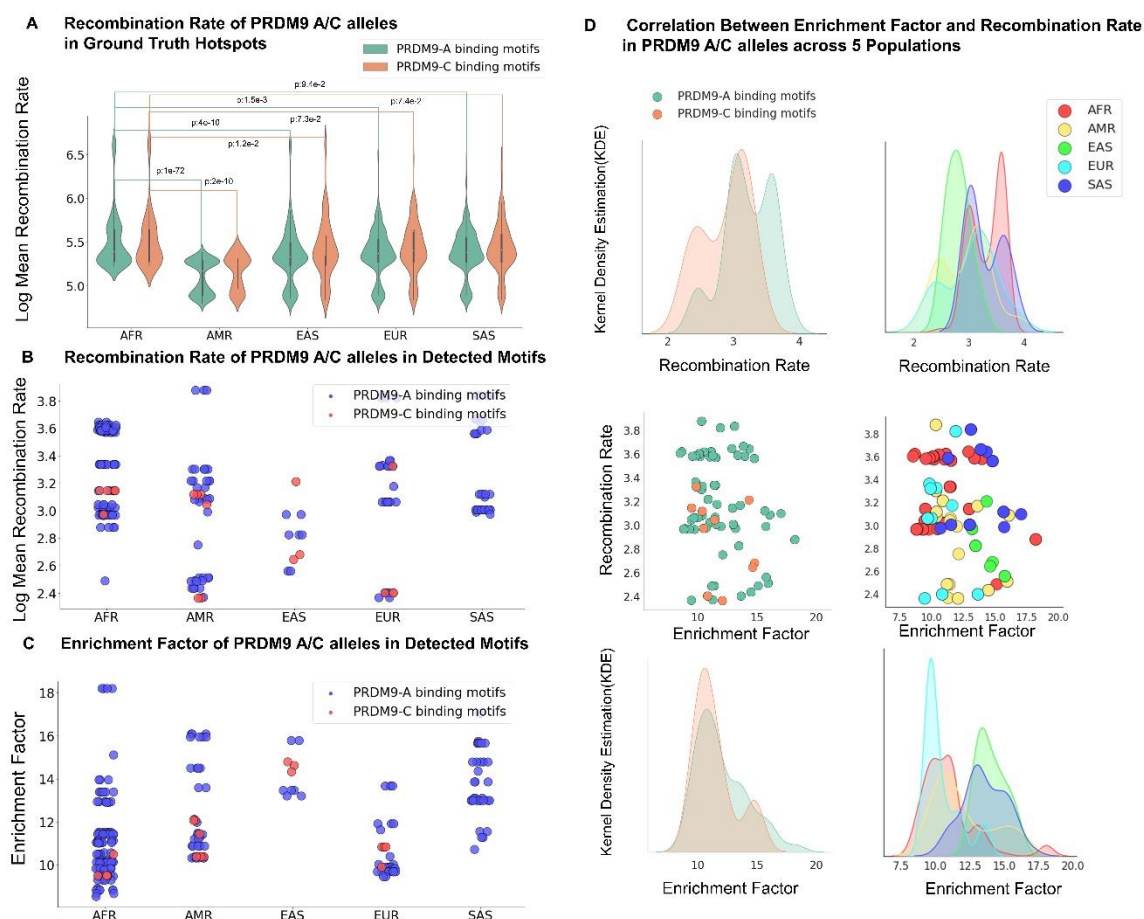 A
Recombination Rate of PRDM9 A/C alleles
in Ground Truth Hotspots
PRDM9-A binding motifs
PRDM9-C binding motifs
p:9.4e-2
p:1.5e-3
p:7.4e-2
p:4e-10
p:7.3e-2
p:1.2e-2
p:1e-72
p:2e-10
Log Mean Recombination Rate
6.5
6.0
5.5
5.0
AFR AMR EAS EUR SAS
B Recombination Rate of PRDM9 A/C alleles in Detected Motifs
PRDM9-A binding motifs
PRDM9-C binding motifs
Log Mean Recombination Rate
3.8
3.6
3.4
3.2
3.0
2.8
2.6
2.4
AFR AMR EAS EUR SAS
C Enrichment Factor of PRDM9 A/C alleles in Detected Motifs
PRDM9-A binding motifs
PRDM9-C binding motifs
Enrichment Factor
18
16
14
12
10
AFR AMR EAS EUR SAS
D Correlation Between Enrichment Factor and Recombination Rate
in PRDM9 A/C alleles across 5 Populations
PRDM9-A binding motifs
PRDM9-C binding motifs
AFR
AMR
EAS
EUR
SAS
Kernel Density Estimation(KDE)
2 3 4
Recombination Rate
2 3 4
Recombination Rate
Recombination Rate
3.8
3.6
3.4
3.2
3.0
2.8
2.6
2.4
10 15 20
Enrichment Factor
3.8
3.6
3.4
3.2
3.0
2.8
2.6
2.4
7.5 10.0 12.5 15.0 17.5 20.0
Enrichment Factor
Kernel Density Estimation(KDE)
10 15 20
Enrichment Factor
7.5 10.0 12.5 15.0 17.5 20.0
Enrichment Factor